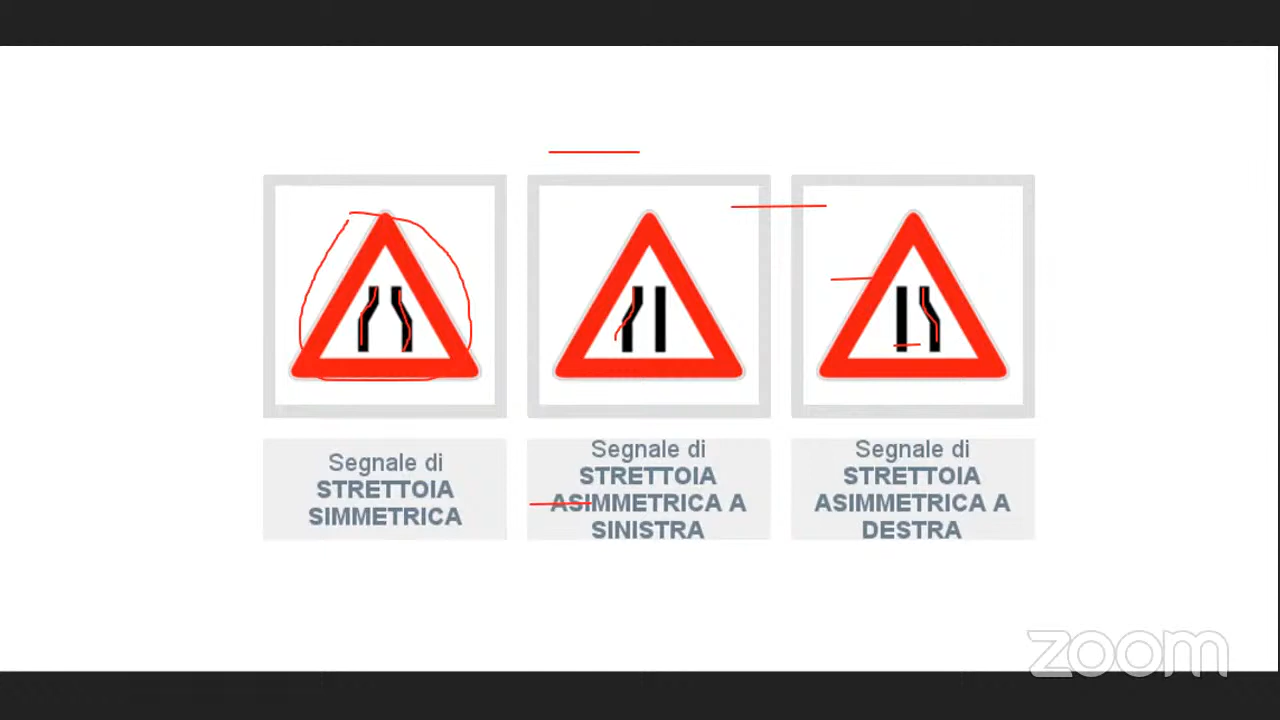 Segnale di
STRETTOIA
SIMMETRICA
Segnale di
STRETTOIA
ASIMMETRICA A
SINISTRA
Segnale di
STRETTOIA
ASIMMETRICA A
DESTRA
zoom